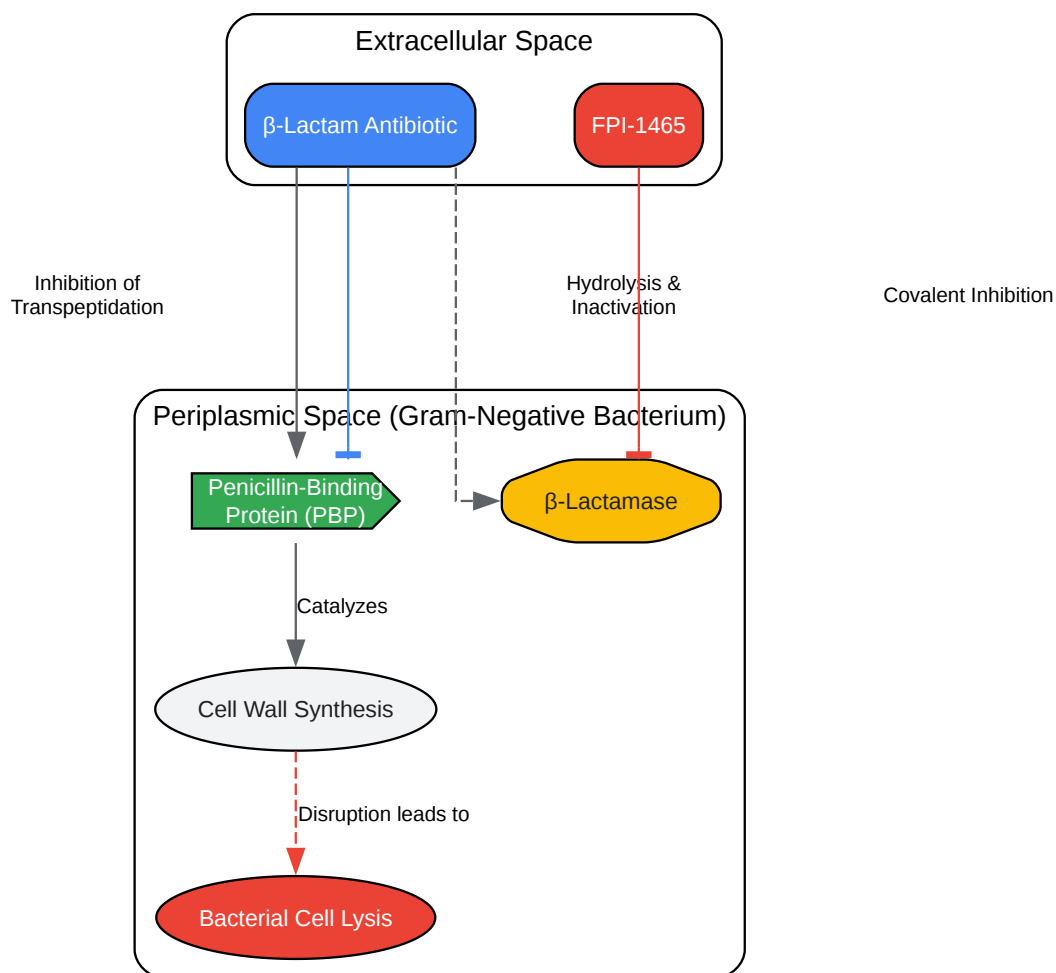 Extracellular Space
β-Lactam Antibiotic
FPI-1465
Inhibition of
Transpeptidation
Hydrolysis &
Inactivation
Covalent Inhibition
Periplasmic Space (Gram-Negative Bacterium)
Penicillin-Binding
Protein (PBP)
β-Lactamase
Catalyzes
Cell Wall Synthesis
Disruption leads to
Bacterial Cell Lysis